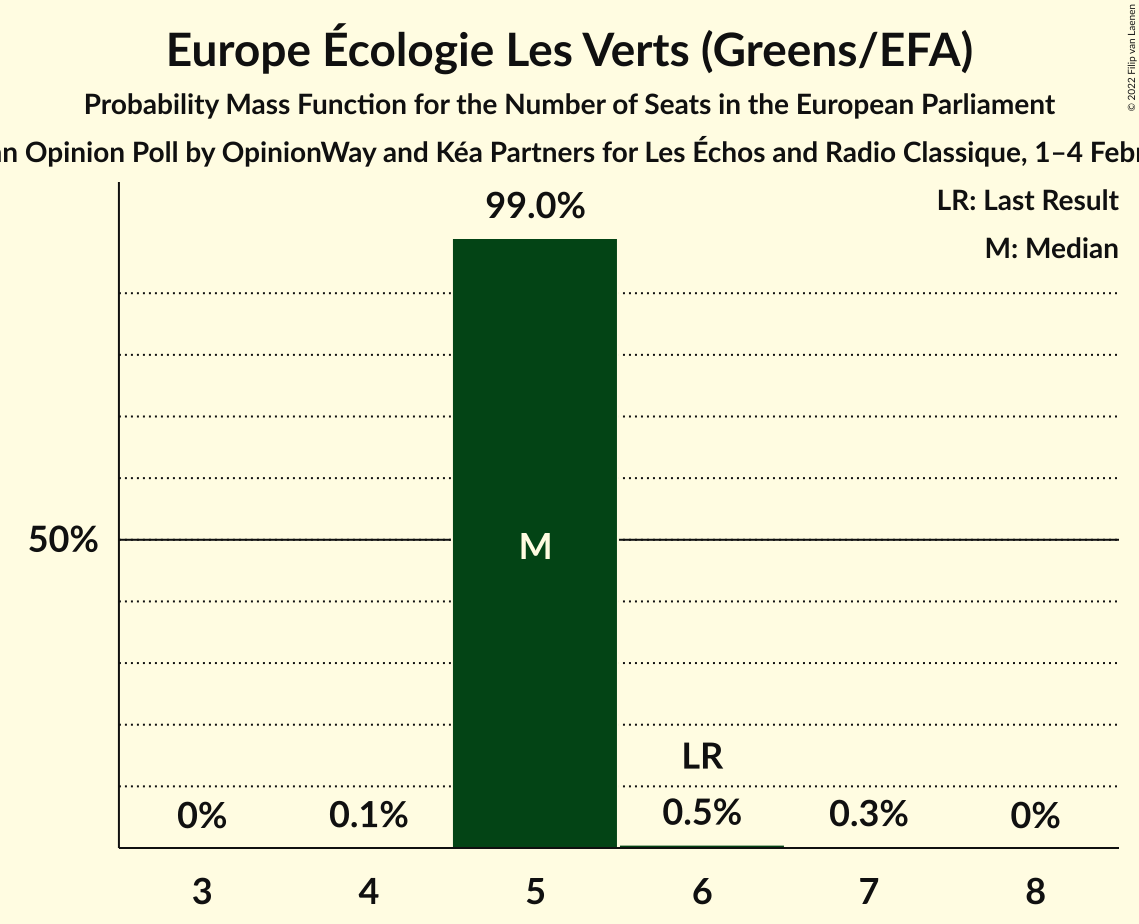 Europe Écologie Les Verts (Greens/EFA)
Probability Mass Function for the Number of Seats in the European Parliament
Opinion Poll by OpinionWay and Kéa Partners for Les Échos and Radio Classique, 1–4
© 2022 Filip van Laenen
LR: Last Result
M: Median
99.0%
50%
M
LR
0% 0.1% 0.5% 0.3% 0%
3 4 5 6 7 8